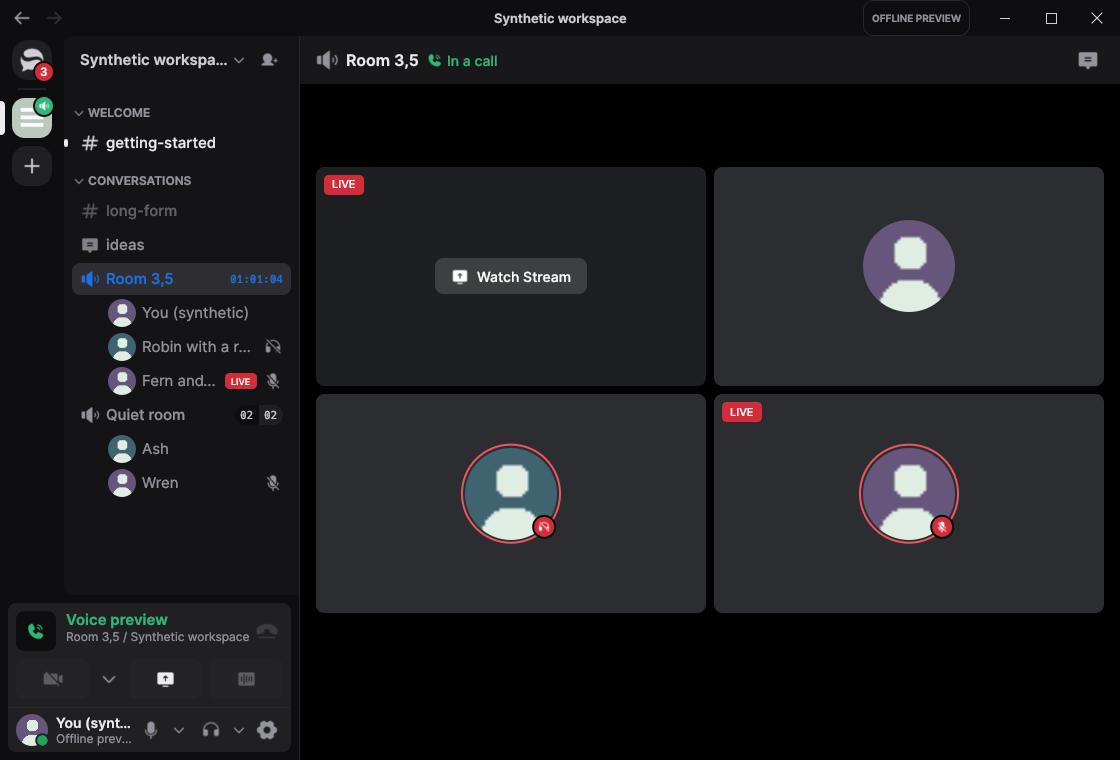 Synthetic workspace
OFFLINE PREVIEW
3
Synthetic workspa...
WELCOME
getting-started
CONVERSATIONS
long-form
ideas
Room 3,5
01:01:04
You (synthetic)
Robin with a r...
Fern and...
LIVE
Quiet room
02 02
Ash
Wren
Voice preview
Room 3,5 / Synthetic workspace
You (synt...
Offline prev...
Room 3,5
In a call
LIVE
Watch Stream
LIVE